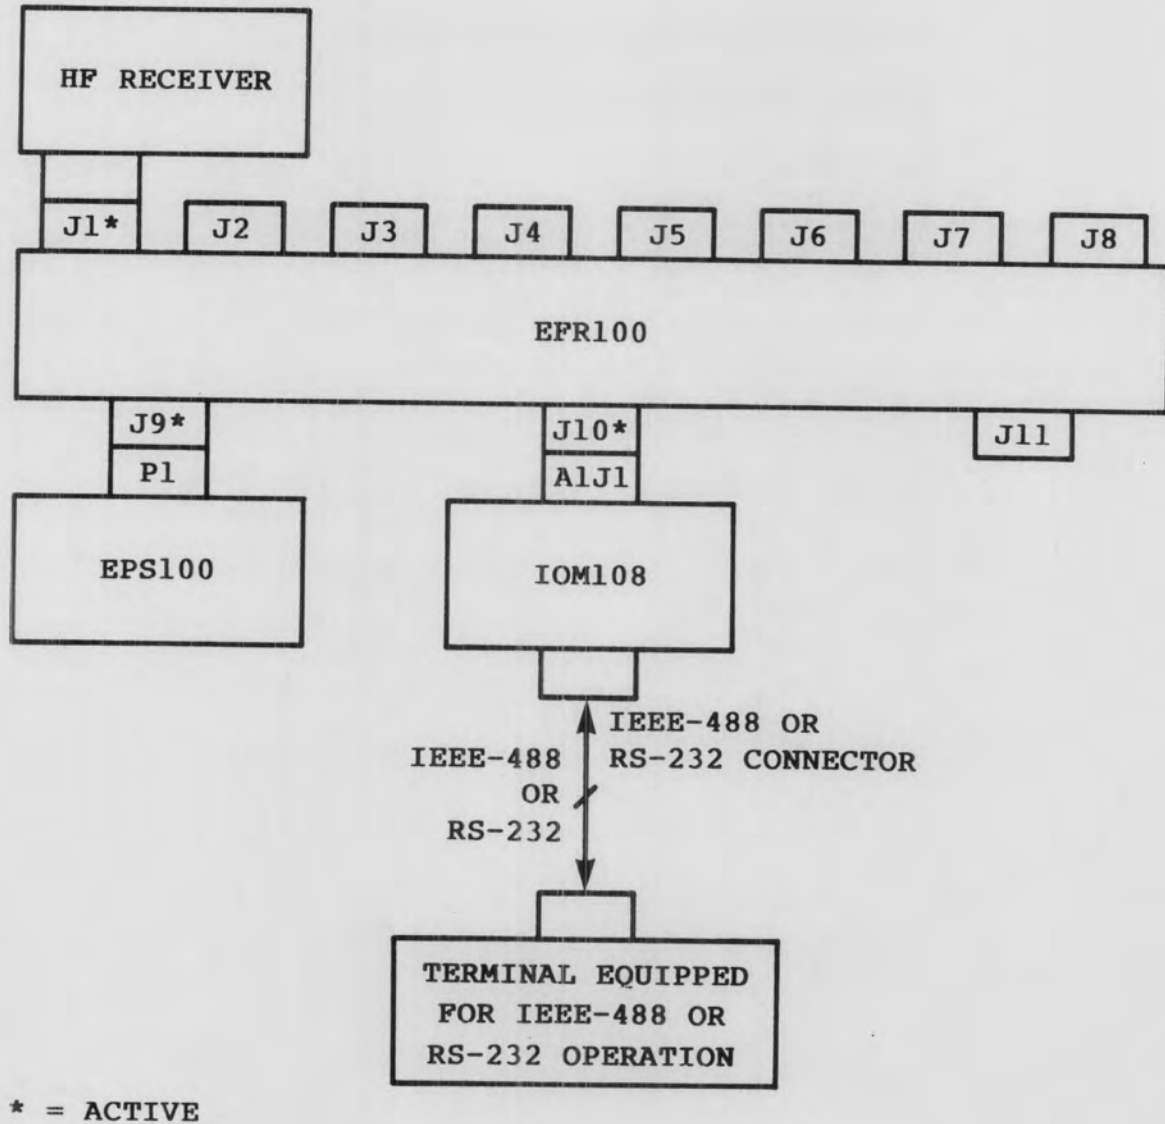 HF RECEIVER
J1*
J2
J3
J4
J5
J6
J7
J8
EFR100
J9*
J10*
J11
P1
A1J1
EPS100
IOM108
IEEE-488 OR
RS-232 CONNECTOR
IEEE-488
OR
RS-232
TERMINAL EQUIPPED
FOR IEEE-488 OR
RS-232 OPERATION
* = ACTIVE